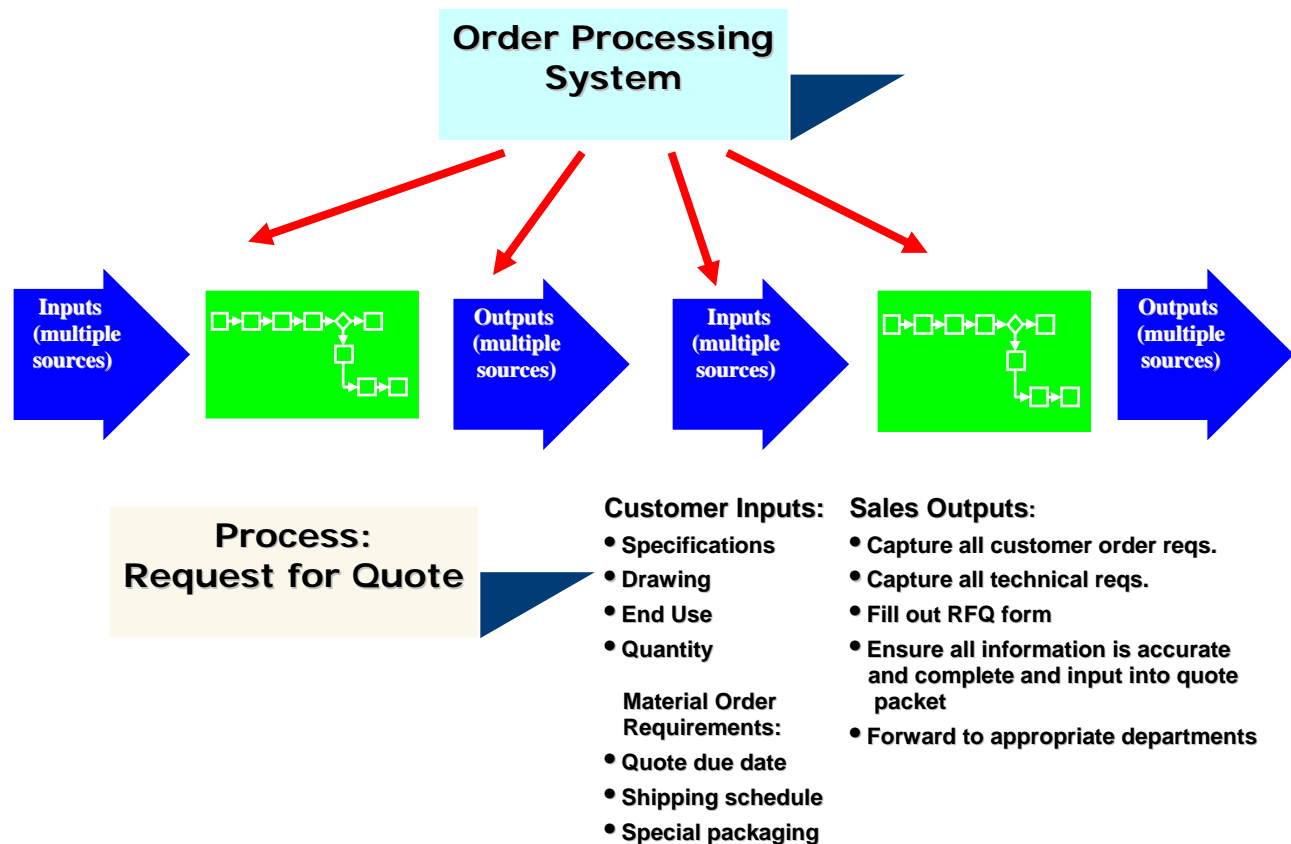 Order Processing
System
Inputs
(multiple
sources)
Outputs
(multiple
sources)
Inputs
(multiple
sources)
Outputs
(multiple
sources)
Process:
Request for Quote
Customer Inputs:
• Specifications
• Drawing
• End Use
• Quantity
Material Order
Requirements:
• Quote due date
• Shipping schedule
• Special packaging
Sales Outputs:
• Capture all customer order reqs.
• Capture all technical reqs.
• Fill out RFQ form
• Ensure all information is accurate
and complete and input into quote
packet
• Forward to appropriate departments